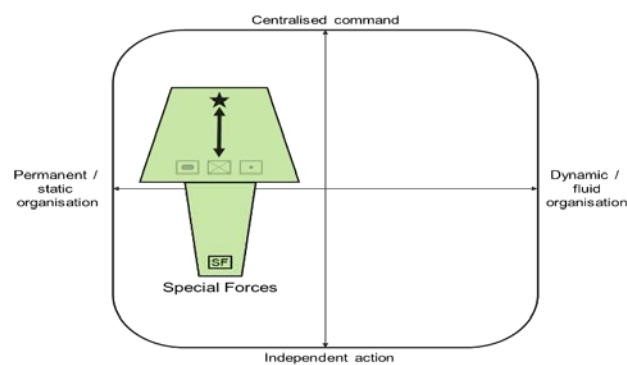 Centralised command
Permanent /
static
organisation
Dynamic /
fluid
organisation
SF
Special Forces
Independent action